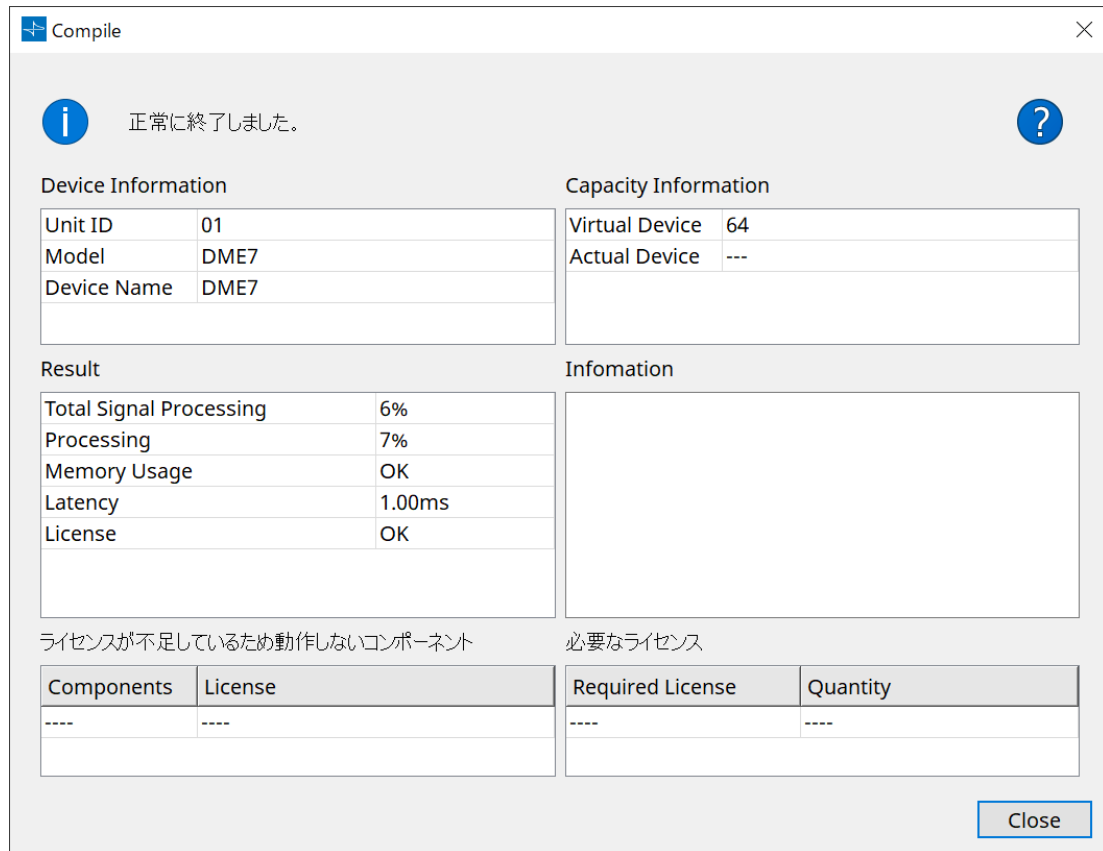 Compile
正常に終了しました。
Device Information
Unit ID 01
Model DME7
Device Name DME7
Capacity Information
Virtual Device 64
Actual Device ---
Result
Total Signal Processing 6%
Processing 7%
Memory Usage OK
Latency 1.00ms
License OK
Infomation
ライセンスが不足しているため動作しないコンポーネント
Components License
---- ----
必要なライセンス
Required License Quantity
---- ----
Close